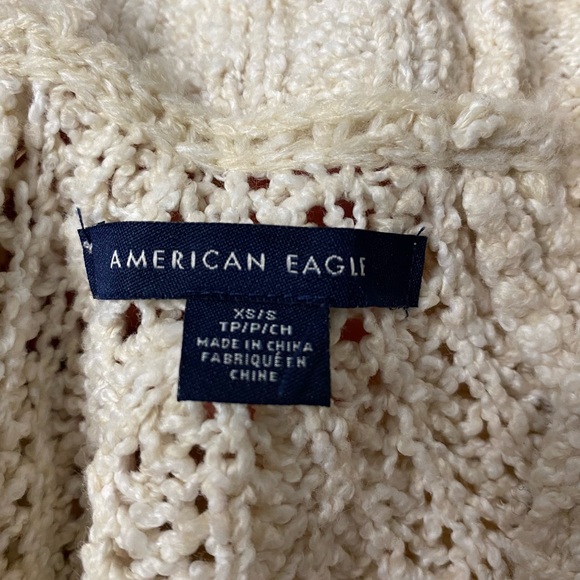 AMERICAN EAGLE
XS/S
TP/P/CH
MADE IN CHINA
FABRIQUÉ EN
CHINE